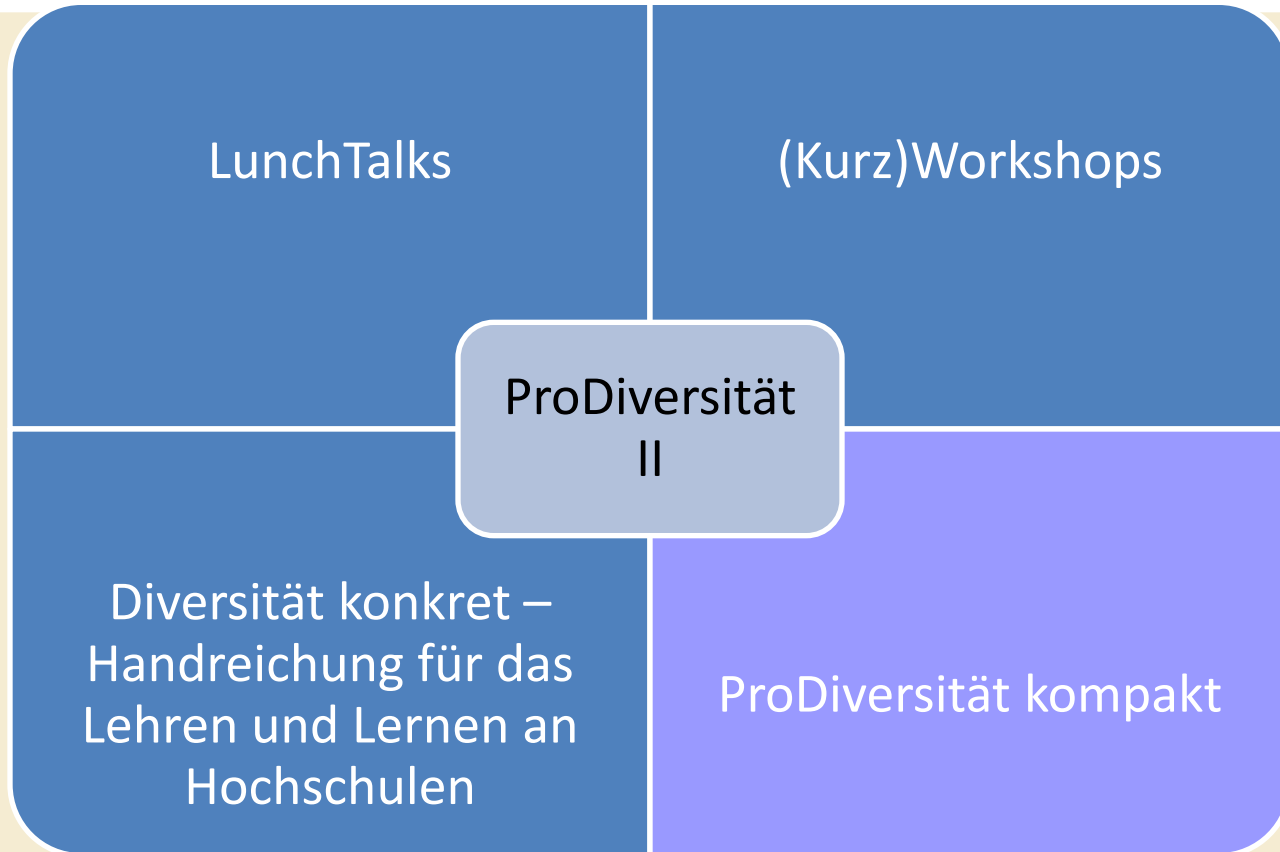 LunchTalks
(Kurz)Workshops
ProDiversität
II
Diversität konkret –
Handreichung für das
Lehren und Lernen an
Hochschulen
ProDiversität kompakt